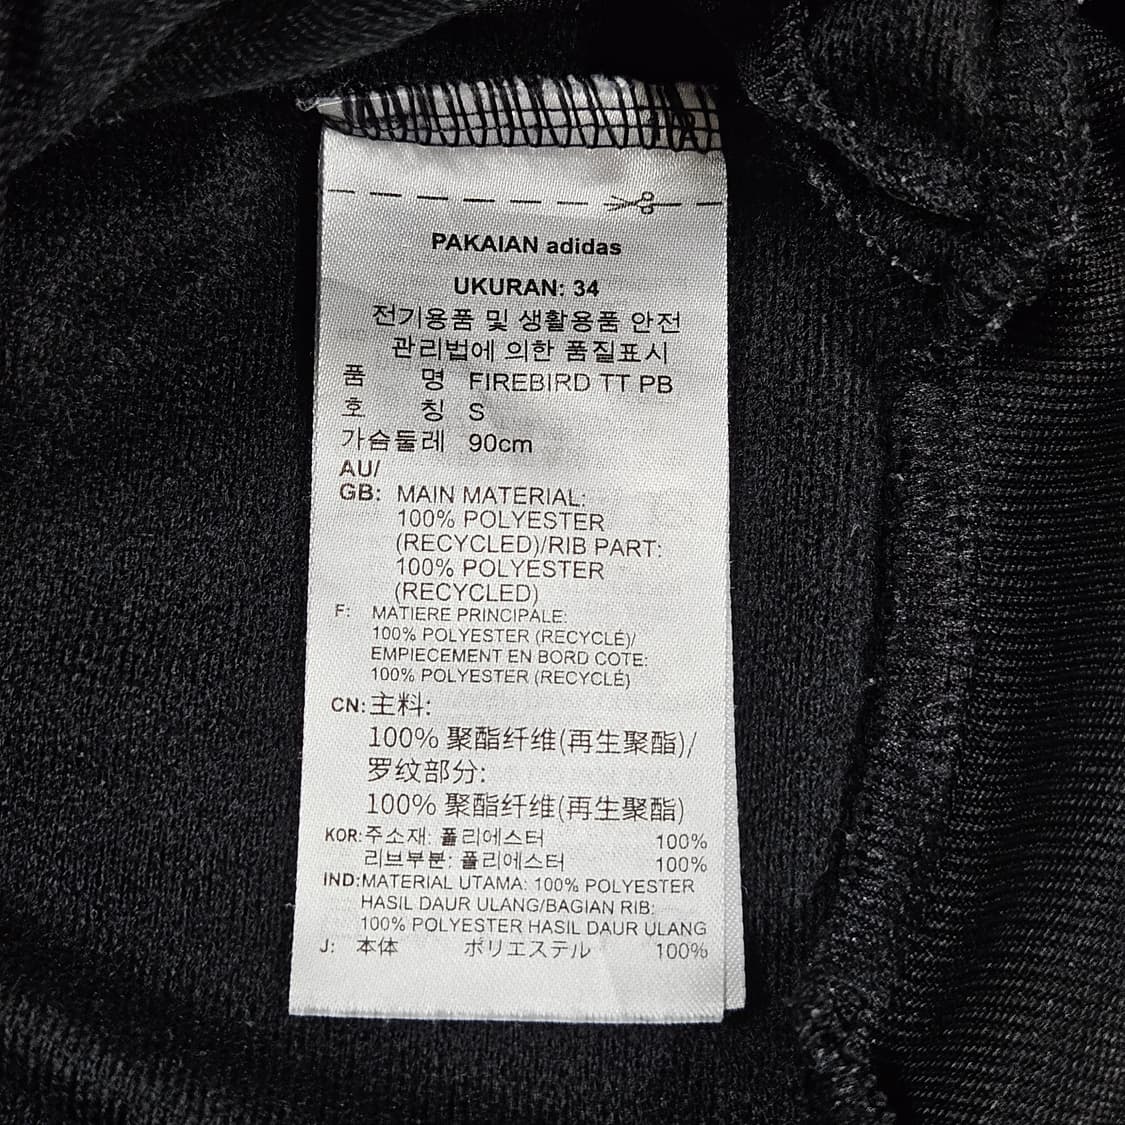 PAKAIAN adidas
UKURAN: 34
전기용품 및 생활용품 안전
관리법에 의한 품질표시
품 명 FIREBIRD TT PB
호 칭 S
가슴둘레 90cm
AU/
GB: MAIN MATERIAL:
100% POLYESTER
(RECYCLED)/RIB PART:
100% POLYESTER
(RECYCLED)
F: MATIERE PRINCIPALE:
100% POLYESTER (RECYCLÉ)/
EMPIECEMENT EN BORD COTE:
100% POLYESTER (RECYCLÉ)
CN: 主料:
100% 聚酯纤维(再生聚酯)/
罗纹部分:
100% 聚酯纤维(再生聚酯)
KOR: 주소재: 폴리에스터 100%
리브부분: 폴리에스터 100%
IND: MATERIAL UTAMA: 100% POLYESTER
HASIL DAUR ULANG/BAGIAN RIB:
100% POLYESTER HASIL DAUR ULANG
J: 本体 ポリエステル 100%